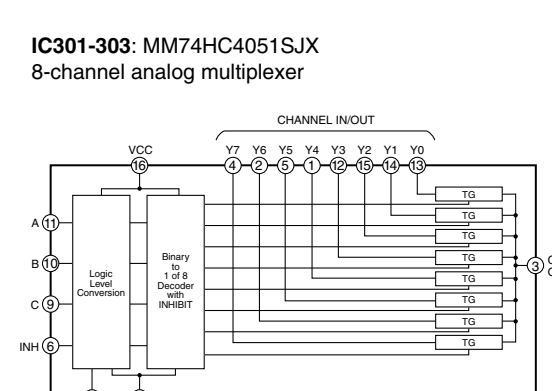 IC301-303: MM74HC4051SJX
8-channel analog multiplexer
CHANNEL IN/OUT
VCC Y7 Y6 Y5 Y4 Y3 Y2 Y1 Y0
16 4 2 5 1 12 15 14 13
TG
A 11
TG
TG
TG
B 10
3
TG
Logic
Level
Conversion
Binary
to
1 of 8
Decoder
with
INHIBIT
C 9
TG
TG
INH 6
TG